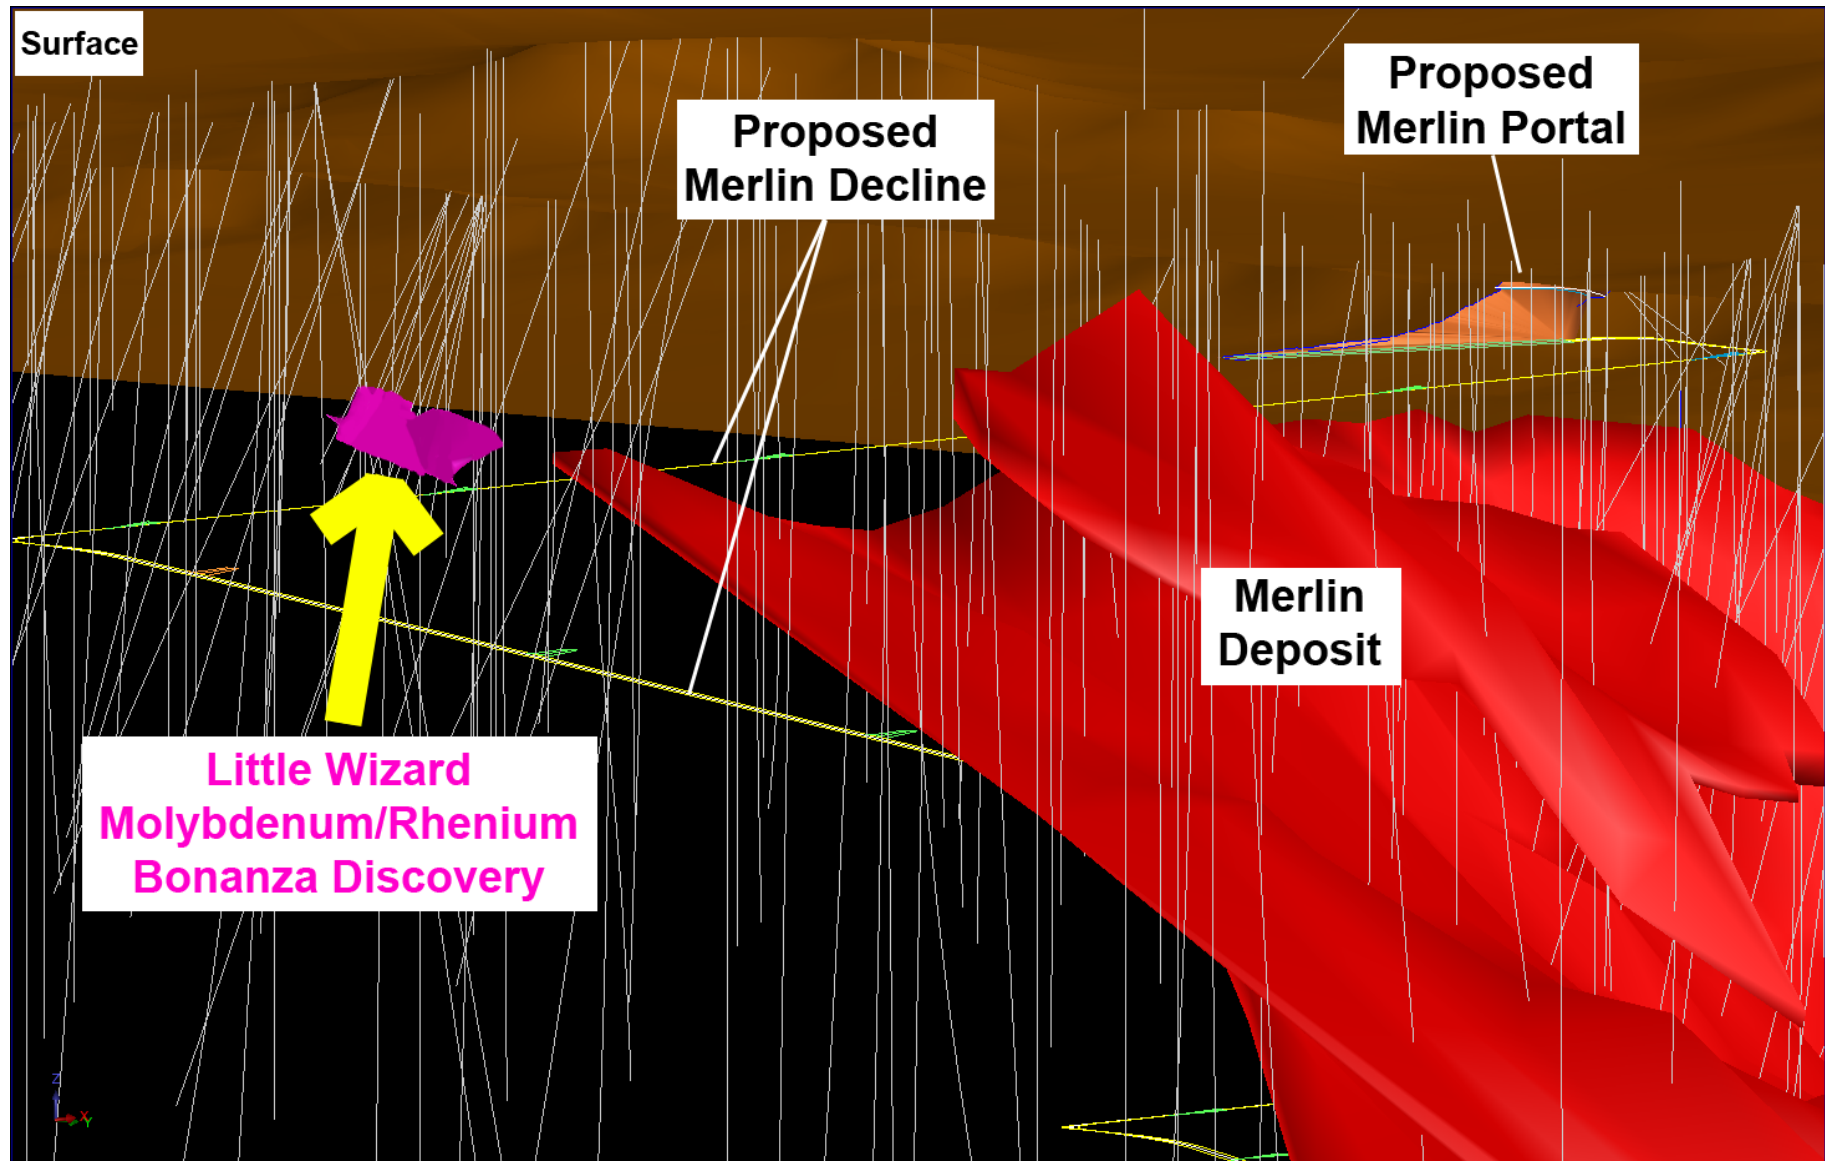 Surface
Proposed
Merlin Portal
Proposed
Merlin Decline
Merlin
Deposit
Little Wizard
Molybdenum/Rhenium
Bonanza Discovery
Z
X
Y